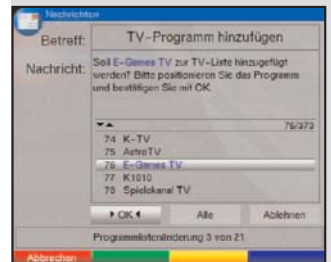 Nachrichten
Betreff: TV-Programm hinzufügen
Nachricht: Soll E-Games TV zur TV-Liste hinzugefügt
werden? Bitte positionieren Sie das Programm
und bestätigen Sie mit OK.
76/373
74 K-TV
75 AstroTV
76 E-Games TV
77 K1010
78 Spielekanal TV
OK Alle Ablehnen
Programmlistenänderung 3 von 21
Abbrechen